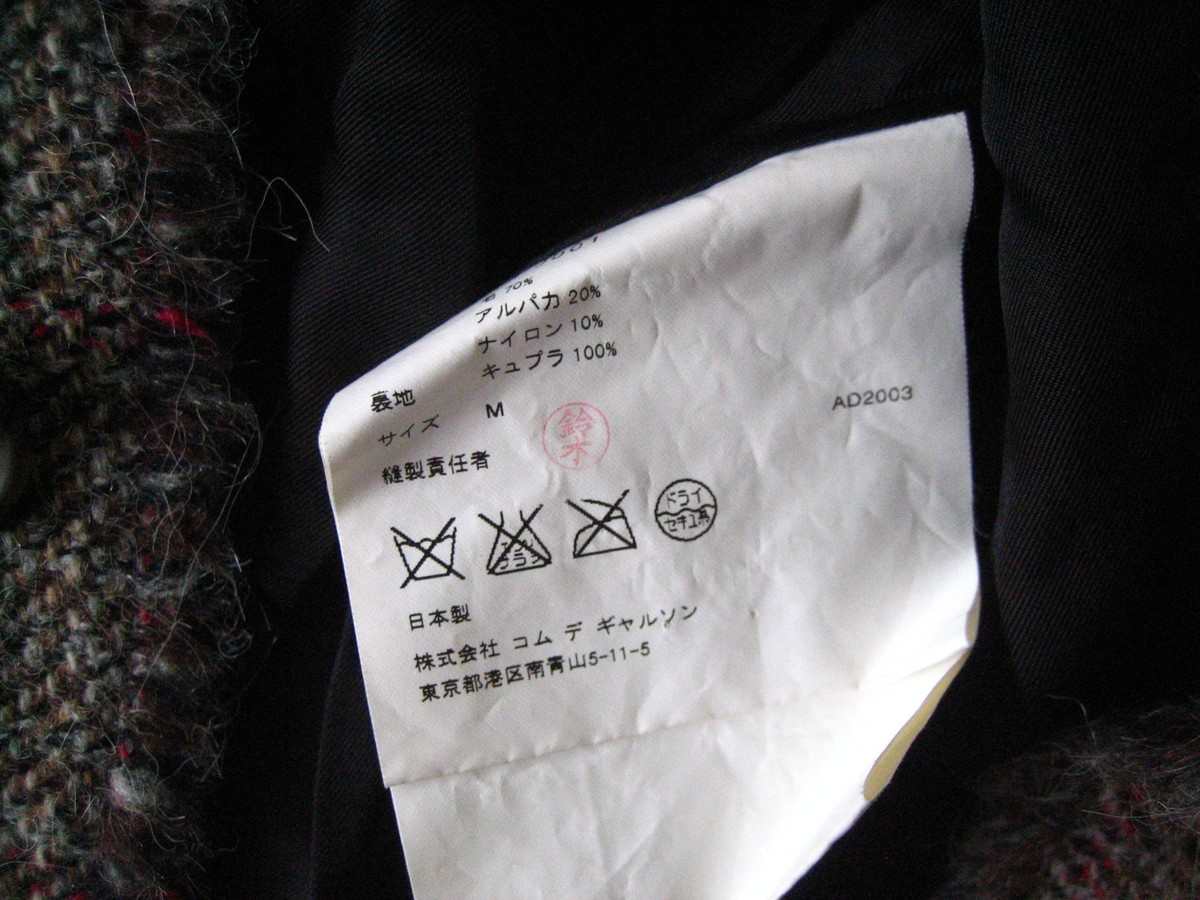 毛 70%
アルパカ 20%
ナイロン 10%
裏地 キュプラ 100%
サイズ M
縫製責任者 鈴木
AD2003
ドライ
セキユ系
日本製
株式会社 コム デ ギャルソン
東京都港区南青山5-11-5